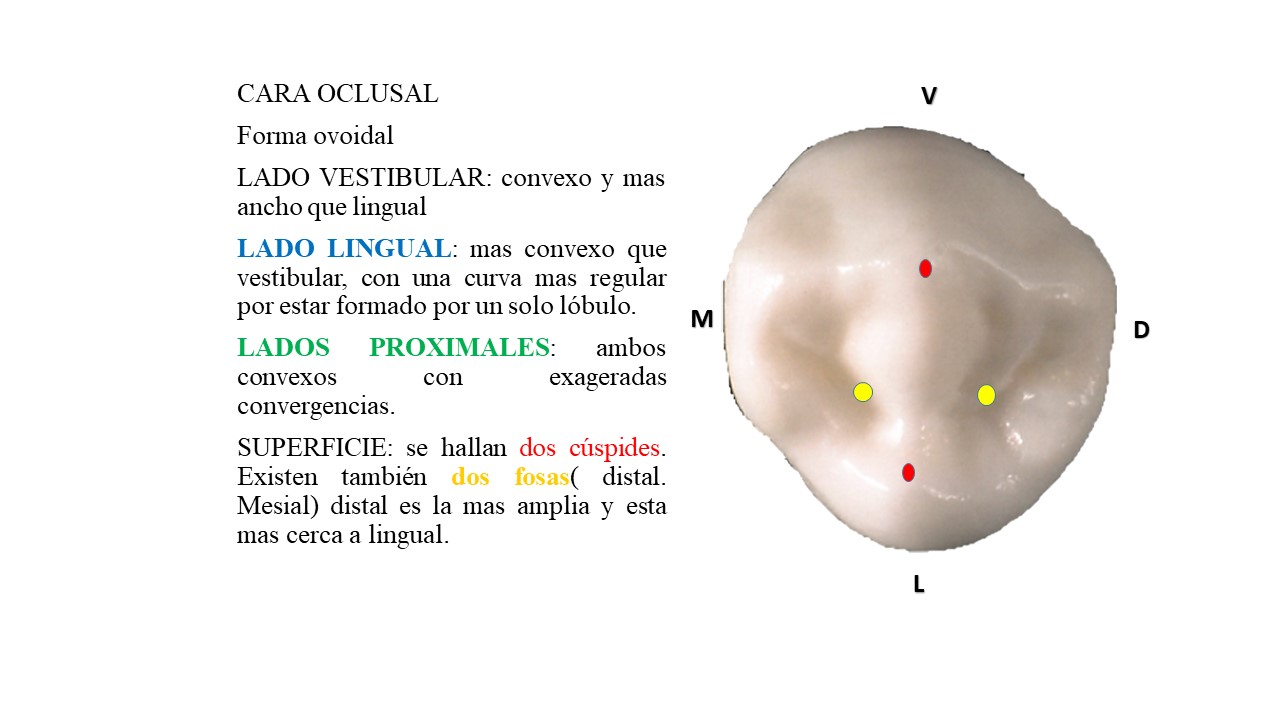 CARA OCLUSAL
Forma ovoidal
LADO VESTIBULAR: convexo y mas
ancho que lingual
LADO LINGUAL: mas convexo que
vestibular, con una curva mas regular
por estar formado por un solo lóbulo.
LADOS PROXIMALES: ambos
convexos con exageradas
convergencias.
SUPERFICIE: se hallan dos cúspides.
Existen también dos fosas( distal.
Mesial) distal es la mas amplia y esta
mas cerca a lingual.
V
M
D
L